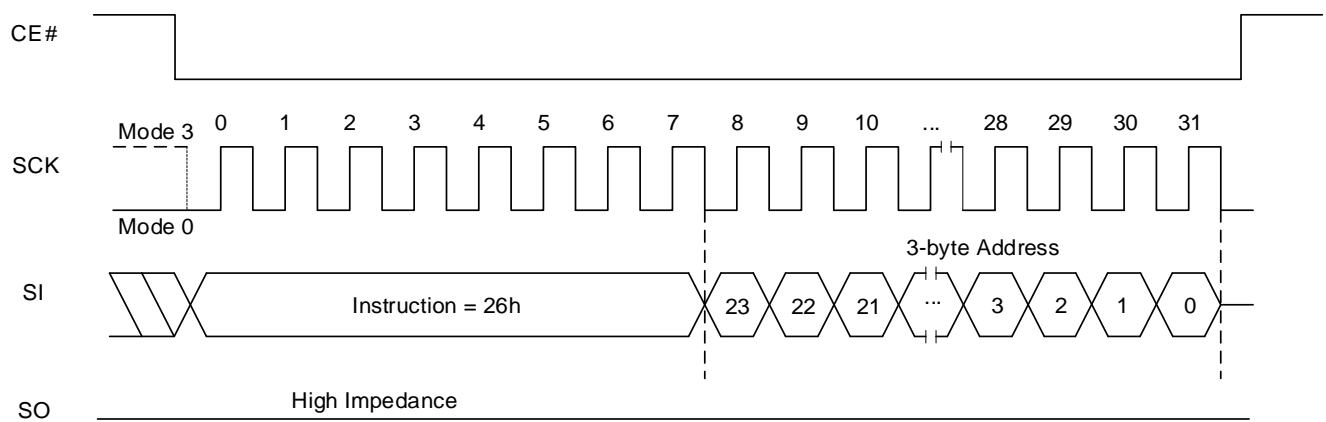 CE#
Mode 3
0 1 2 3 4 5 6 7 8 9 10 ... 28 29 30 31
SCK
Mode 0
3-byte Address
SI
Instruction = 26h
23 22 21 ... 3 2 1 0
High Impedance
SO